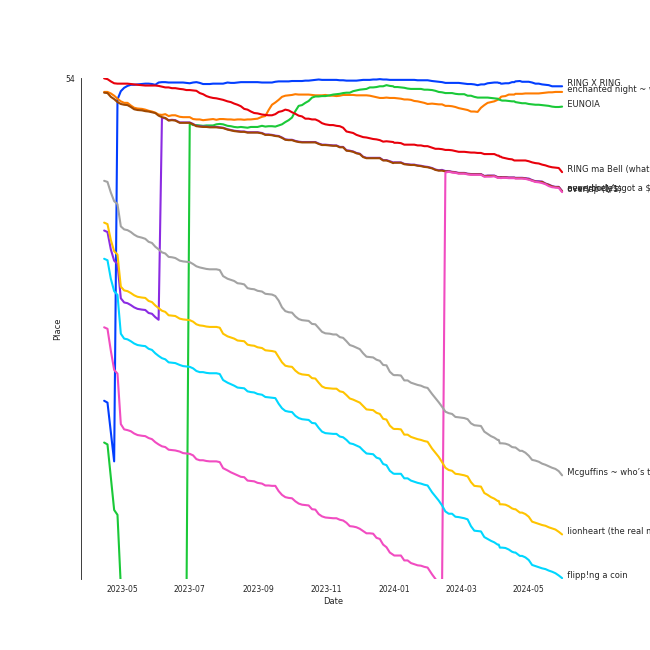 54
RING X RING
enchanted night ~
EUNOIA
RING ma Bell (what
Mcguffins ~ who's t
lionheart (the real
flipp!ng a coin
Place
2023-05
2023-07
2023-09
2023-11
2024-01
2024-03
2024-05
Date